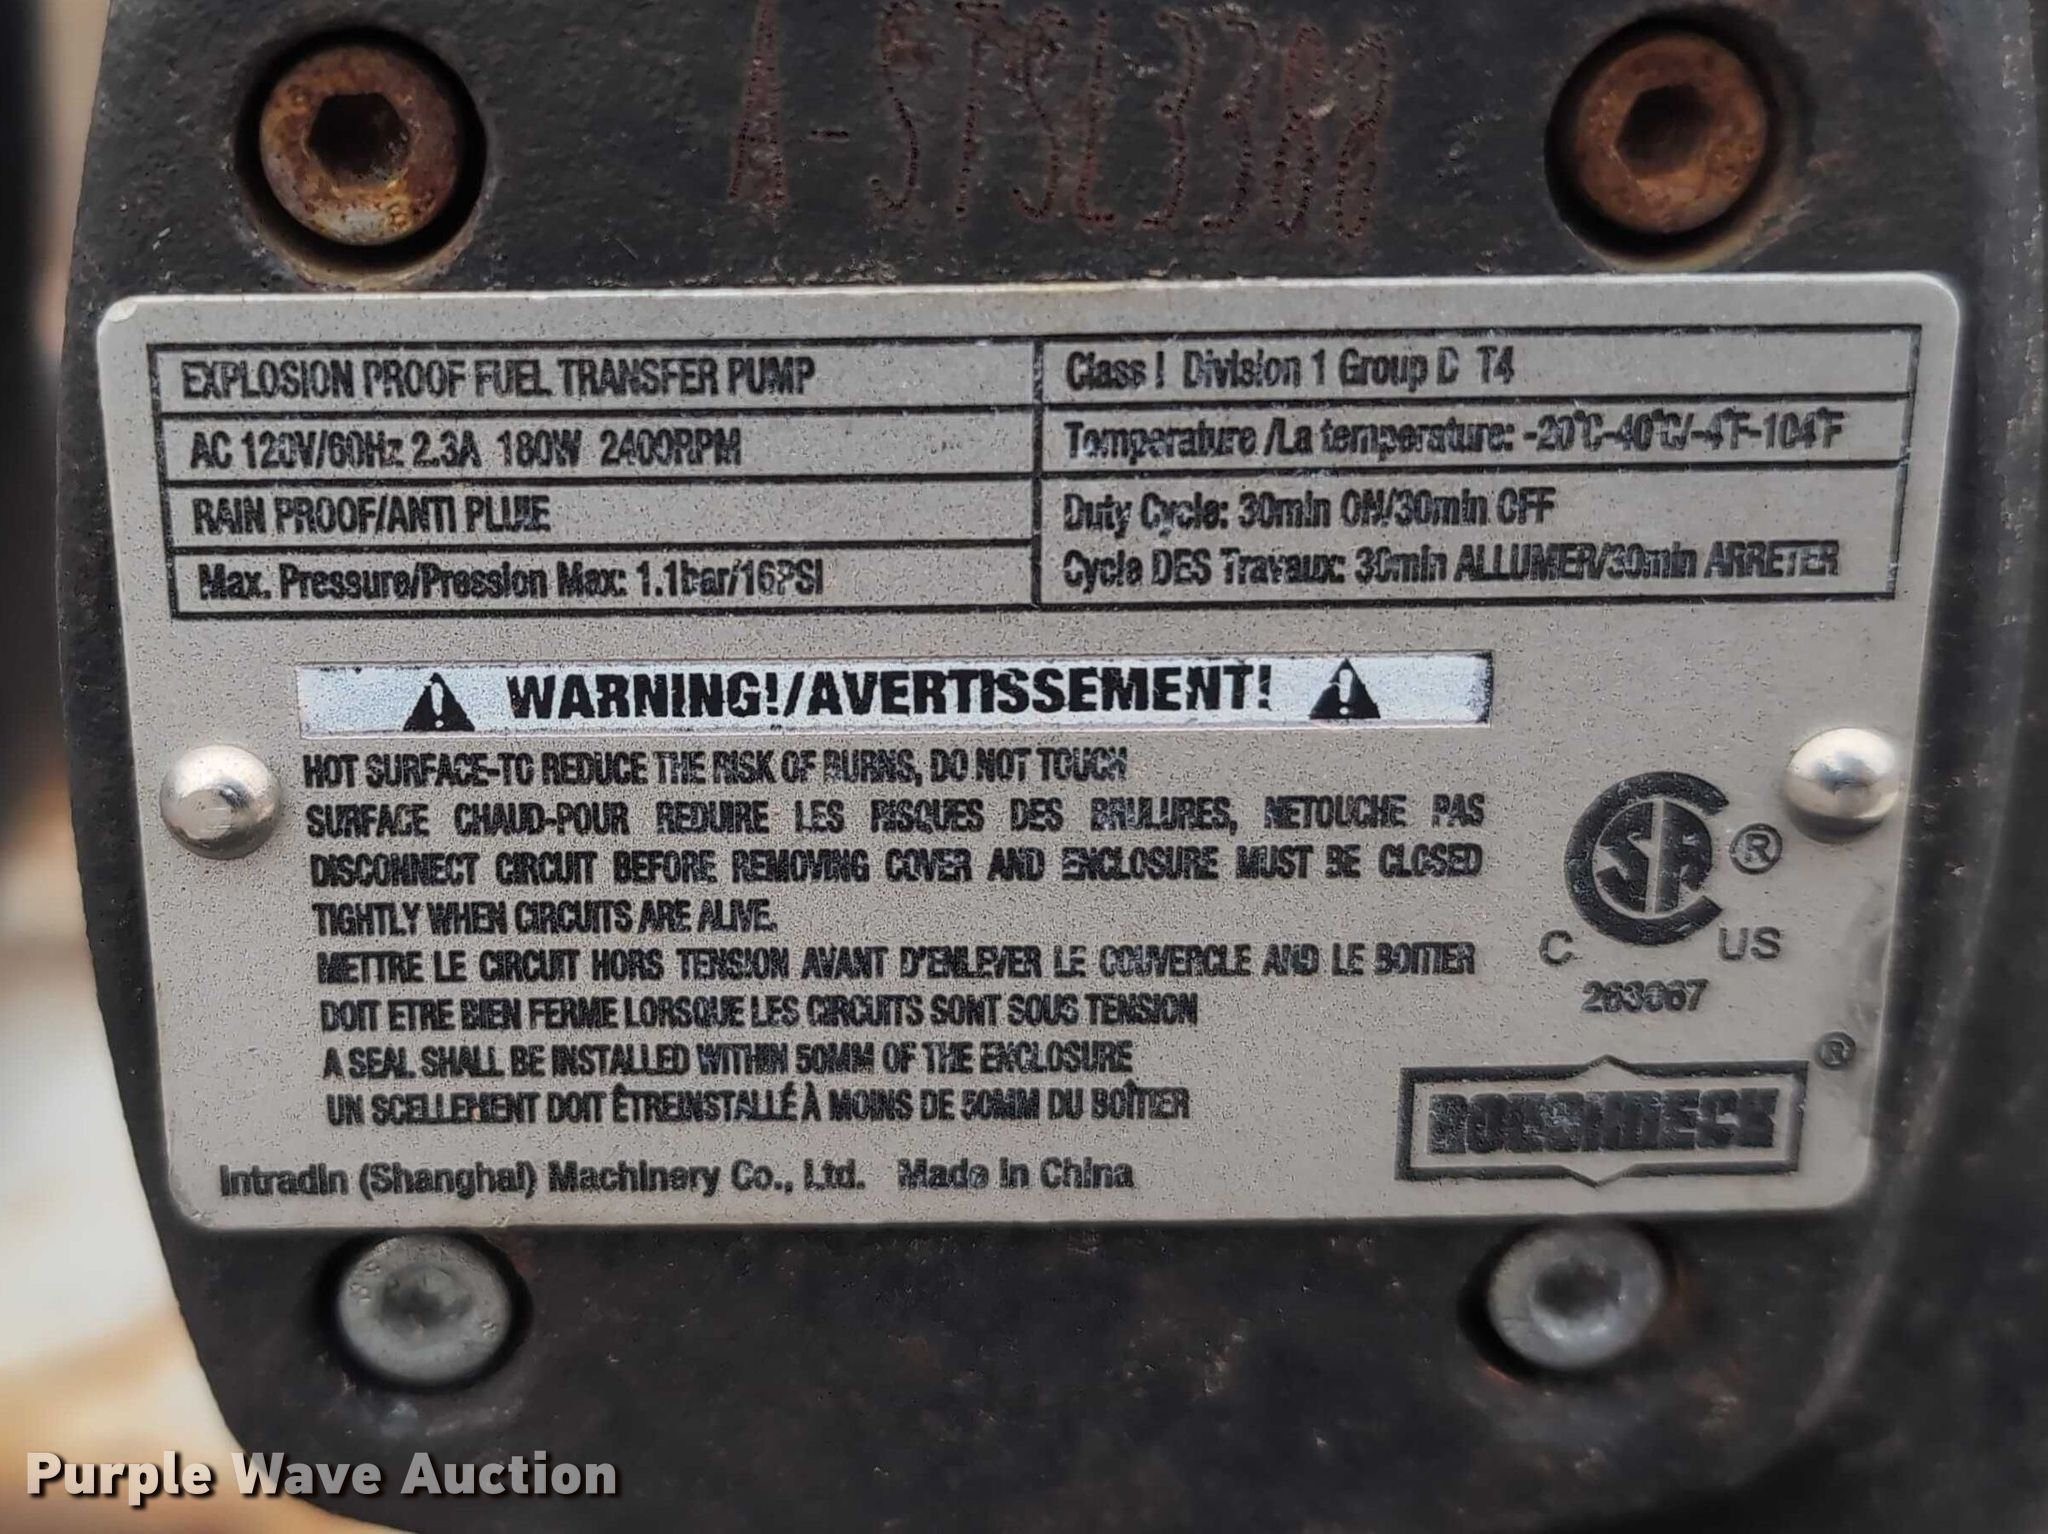 A-STSL3388
EXPLOSION PROOF FUEL TRANSFER PUMP
Class I Division 1 Group D T4
AC 120V/60Hz 2.3A 180W 2400RPM
Temperature /La temperature: -20°C-40°C/-4°F-104°F
RAIN PROOF/ANTI PLUIE
Duty Cycle: 30min ON/30min OFF
Max. Pressure/Pression Max: 1.1bar/16PSI
Cycle DES Travaux: 30min ALLUMER/30min ARRETER
WARNING!/AVERTISSEMENT!
HOT SURFACE-TO REDUCE THE RISK OF BURNS, DO NOT TOUCH
SURFACE CHAUD-POUR REDUIRE LES RISQUES DES BRULURES, NETOUCHE PAS
DISCONNECT CIRCUIT BEFORE REMOVING COVER AND ENCLOSURE MUST BE CLOSED
TIGHTLY WHEN CIRCUITS ARE ALIVE.
METTRE LE CIRCUIT HORS TENSION AVANT D'ENLEVER LE COUVERCLE AND LE BOITIER
DOIT ETRE BIEN FERME LORSQUE LES CIRCUITS SONT SOUS TENSION
A SEAL SHALL BE INSTALLED WITHIN 50MM OF THE ENCLOSURE
UN SCELLEMENT DOIT ÊTREINSTALLÉ À MOINS DE 50MM DU BOÎTIER
Intradin (Shanghai) Machinery Co., Ltd. Made in China
CSA ®
C US
263067
ROUGHNECK ®
Purple Wave Auction